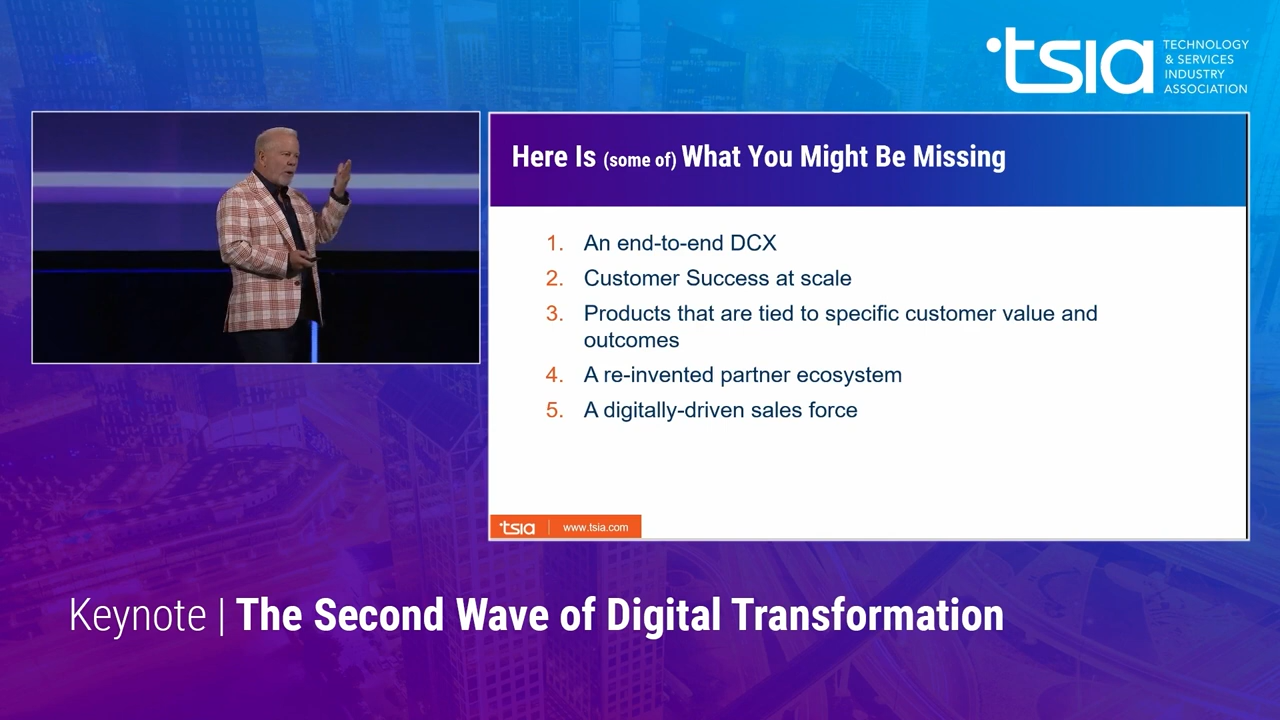 tsia TECHNOLOGY
& SERVICES
INDUSTRY
ASSOCIATION
Here Is (some of) What You Might Be Missing
1. An end-to-end DCX
2. Customer Success at scale
3. Products that are tied to specific customer value and
outcomes
4. A re-invented partner ecosystem
5. A digitally-driven sales force
tsia | www.tsia.com
Keynote | The Second Wave of Digital Transformation